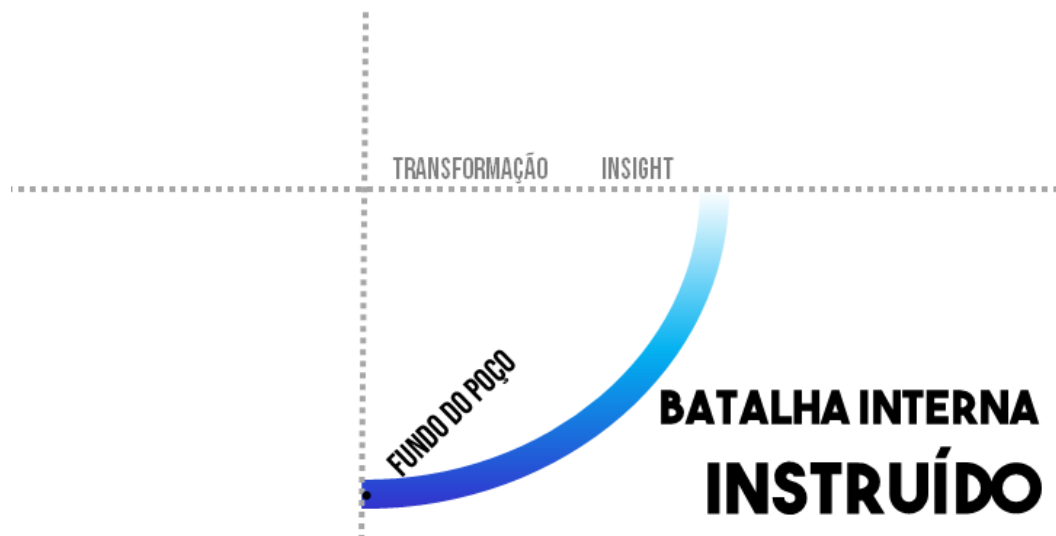 TRANSFORMAÇÃO INSIGHT
FUNDO DO POÇO
BATALHA INTERNA
INSTRUÍDO